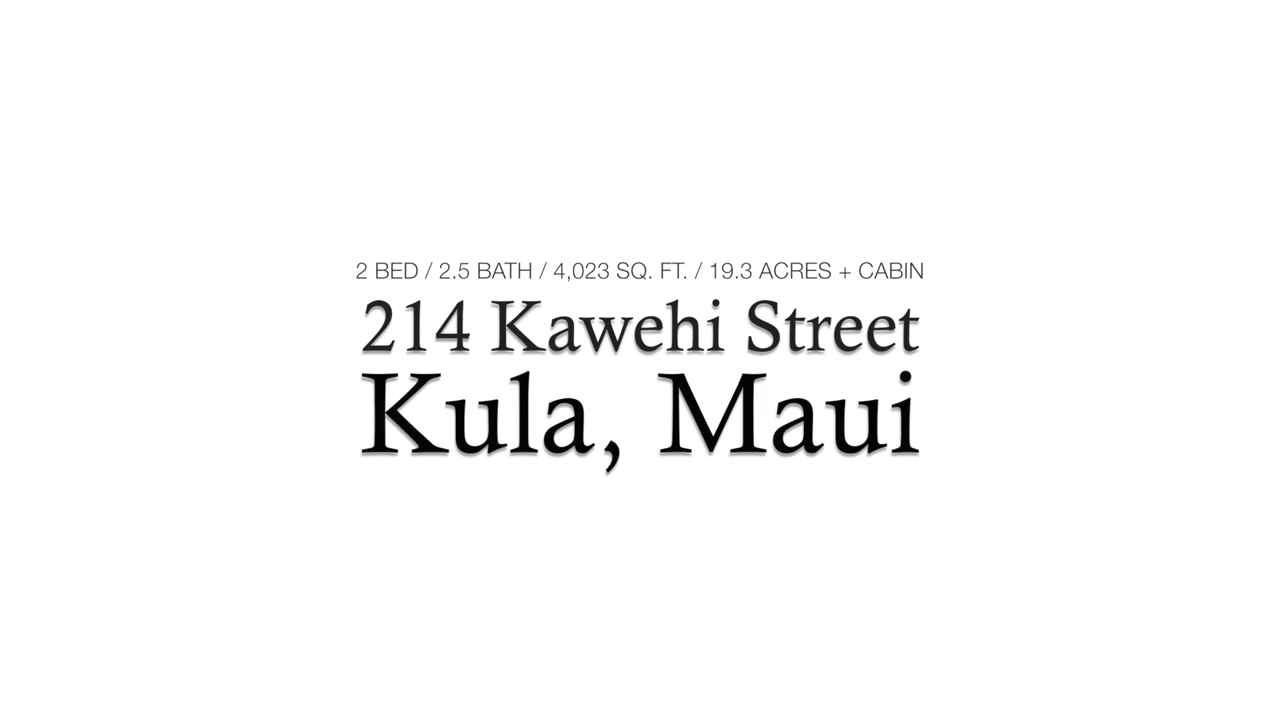 2 BED / 2.5 BATH / 4,023 SQ. FT. / 19.3 ACRES + CABIN
214 Kawehi Street
Kula, Maui